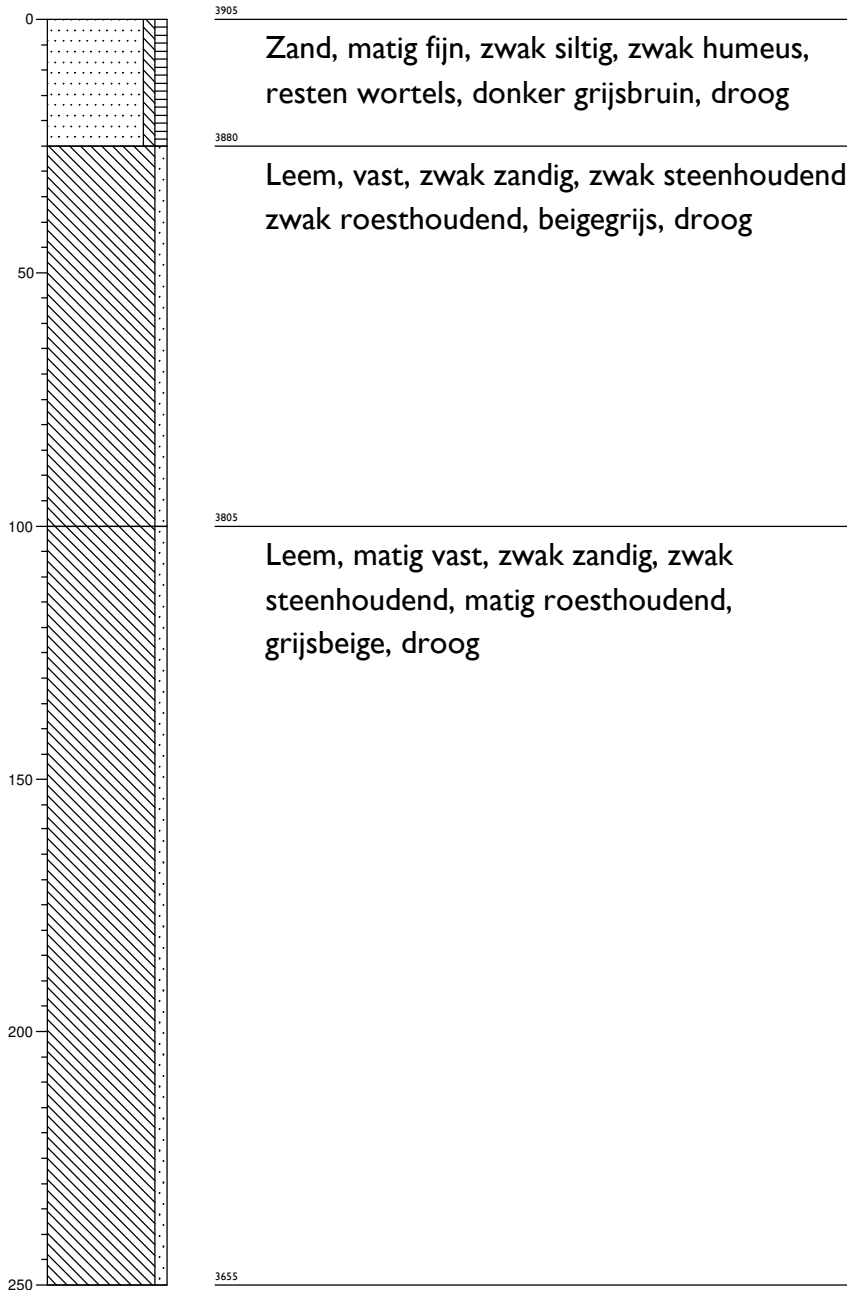 0
3905
Zand, matig fijn, zwak siltig, zwak humeus,
resten wortels, donker grijsbruin, droog
3880
Leem, vast, zwak zandig, zwak steenhoudend
zwak roesthoudend, beigegrijs, droog
50
100
3805
Leem, matig vast, zwak zandig, zwak
steenhoudend, matig roesthoudend,
grijsbeige, droog
150
200
250
3655